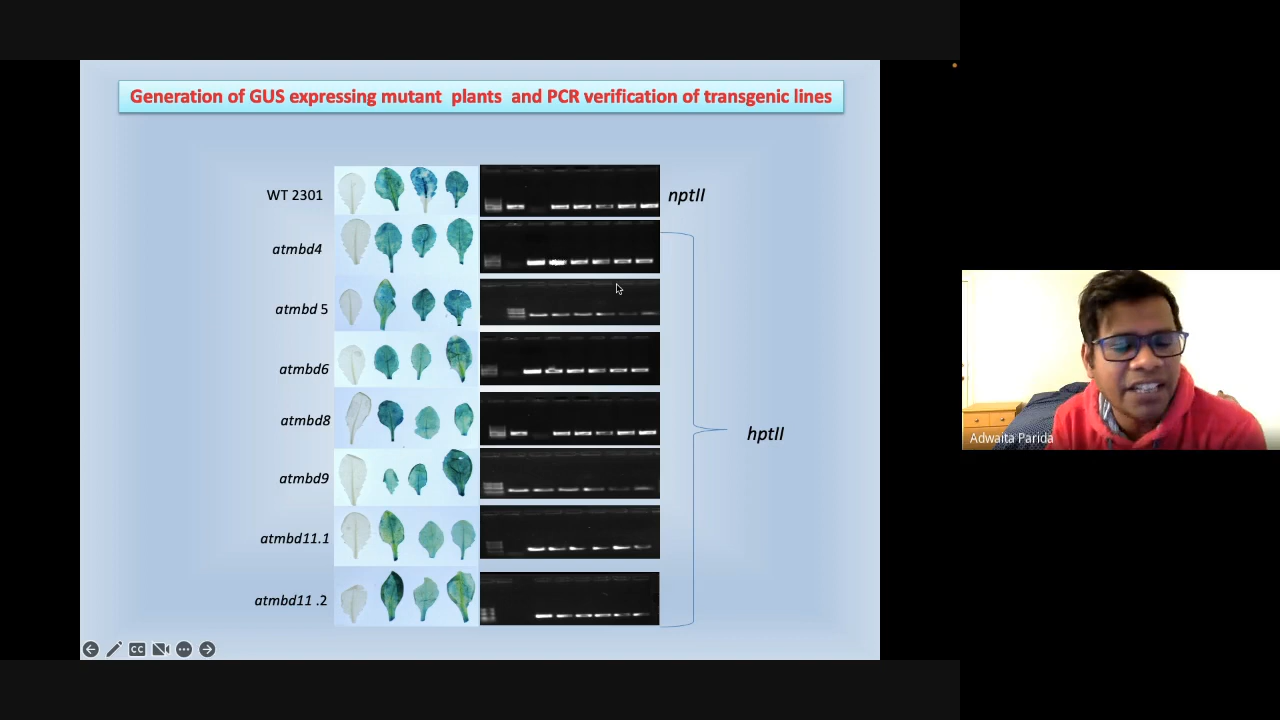 Generation of GUS expressing mutant plants and PCR verification of transgenic lines
WT 2301
nptII
atmbd4
atmbd 5
atmbd6
atmbd8
atmbd9
atmbd11.1
atmbd11 .2
hptII
CC
Adwaita Parida